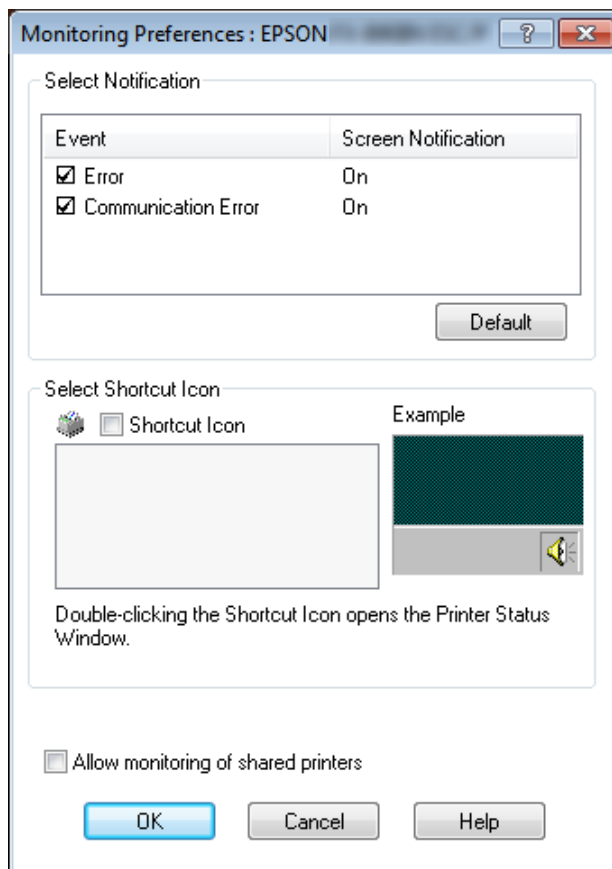 Monitoring Preferences : EPSON
Select Notification
Event Screen Notification
Error On
Communication Error On
Default
Select Shortcut Icon
Shortcut Icon
Example
Double-clicking the Shortcut Icon opens the Printer Status
Window.
Allow monitoring of shared printers
OK Cancel Help